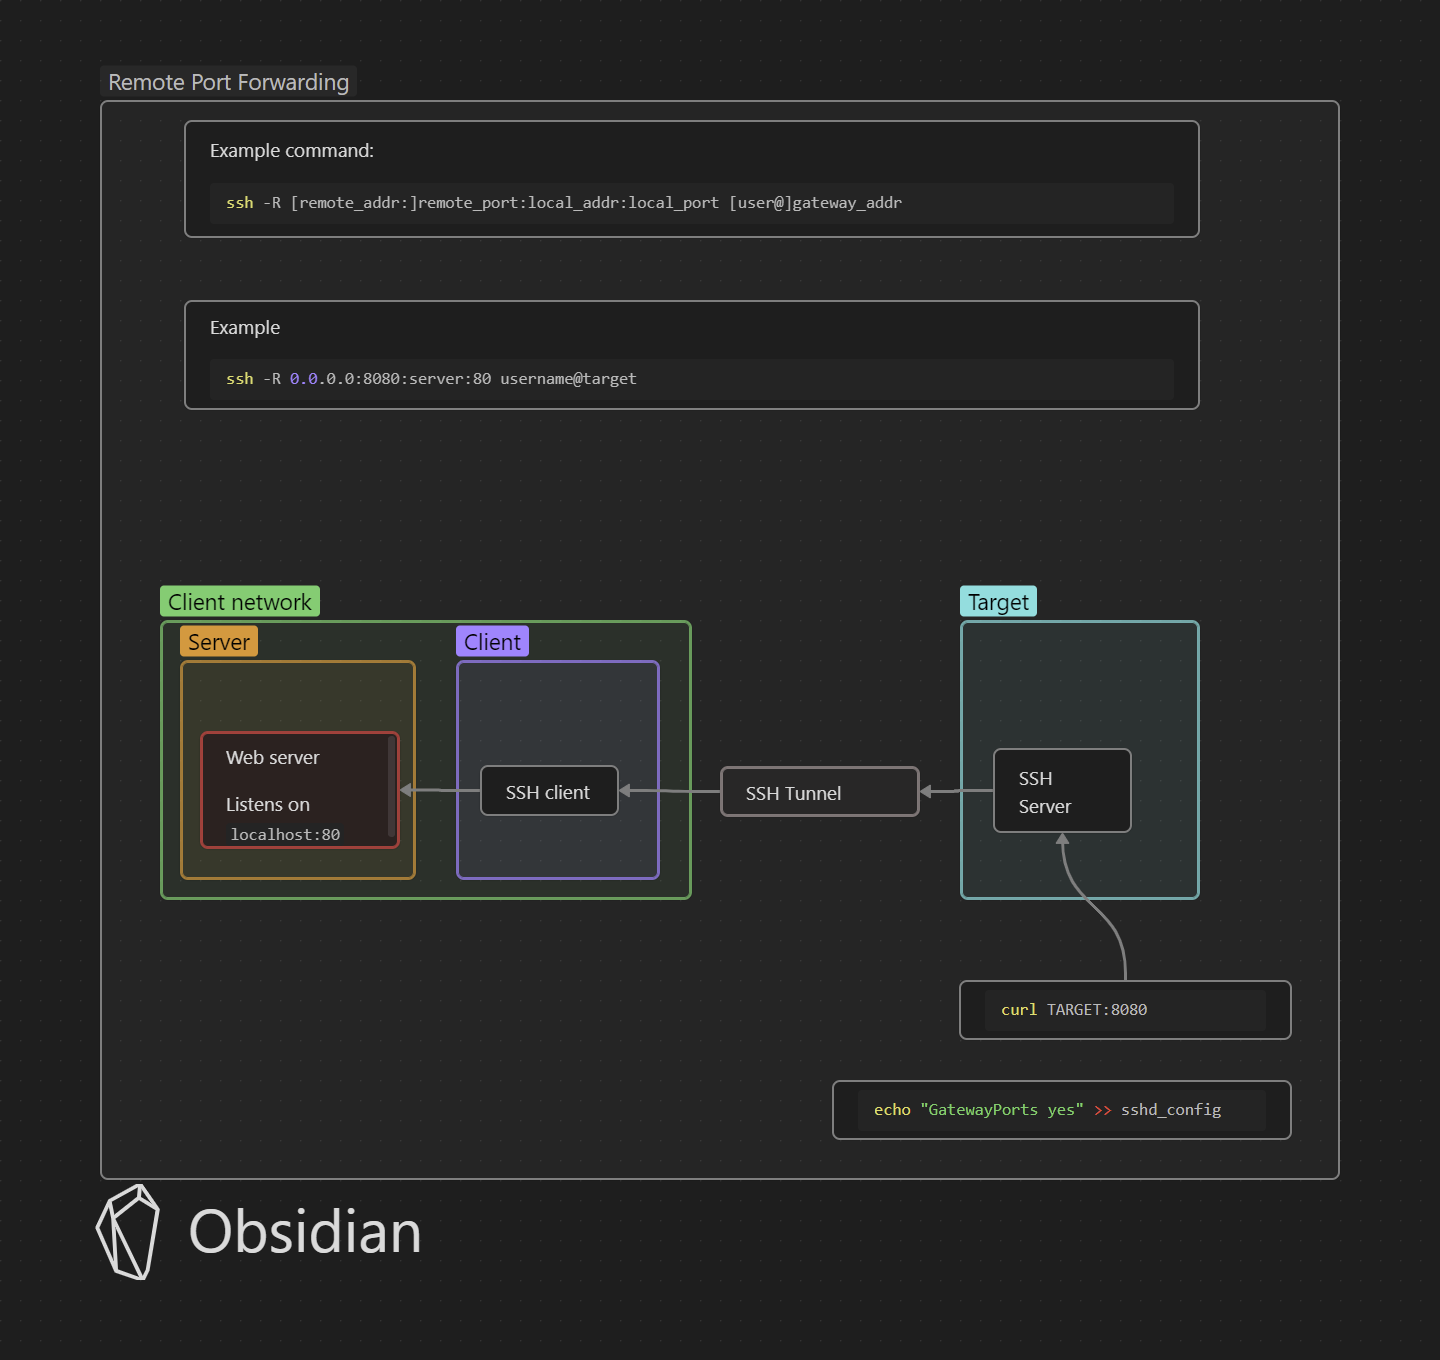 Remote Port Forwarding
Example command:
ssh -R [remote_addr:]remote_port:local_addr:local_port [user@]gateway_addr
Example
ssh -R 0.0.0.0:8080:server:80 username@target
Client network
Server
Client
Target
Web server
Listens on
localhost:80
SSH client
SSH Tunnel
SSH
Server
curl TARGET:8080
echo "GatewayPorts yes" >> sshd_config
Obsidian